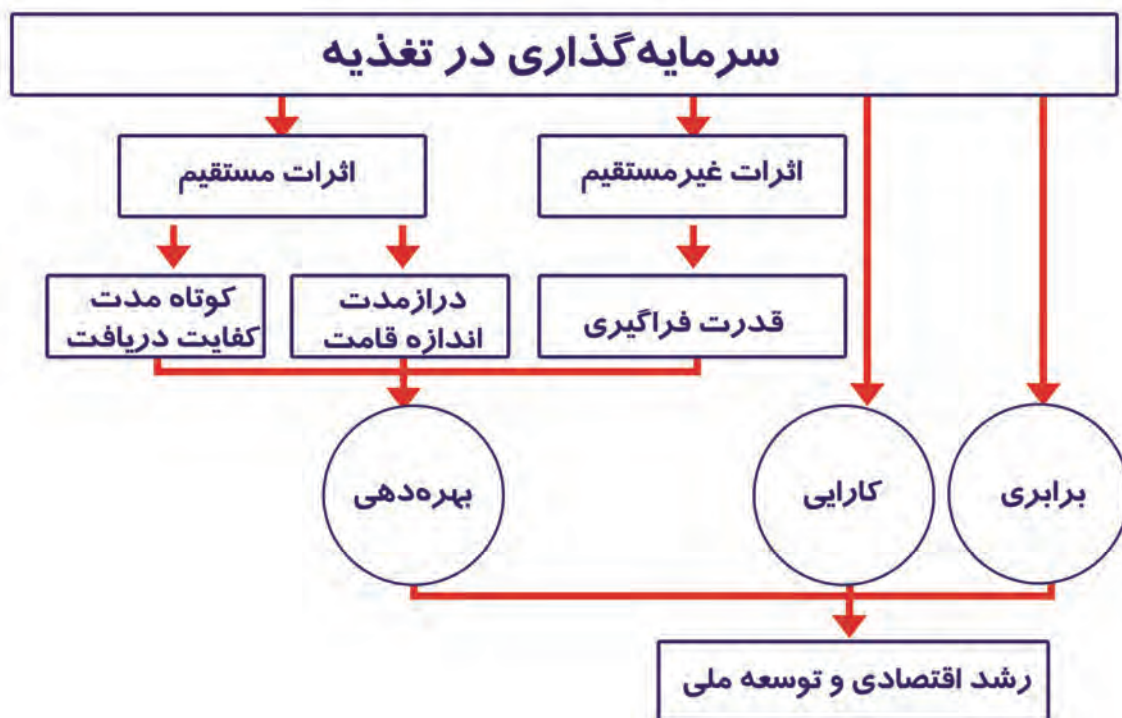 سرمایه‌گذاری در تغذیه
اثرات غیرمستقیم
اثرات مستقیم
قدرت فراگیری
درازمدت
اندازه قامت
کوتاه مدت
کفایت دریافت
برابری
کارایی
بهره‌دهی
رشد اقتصادی و توسعه ملی